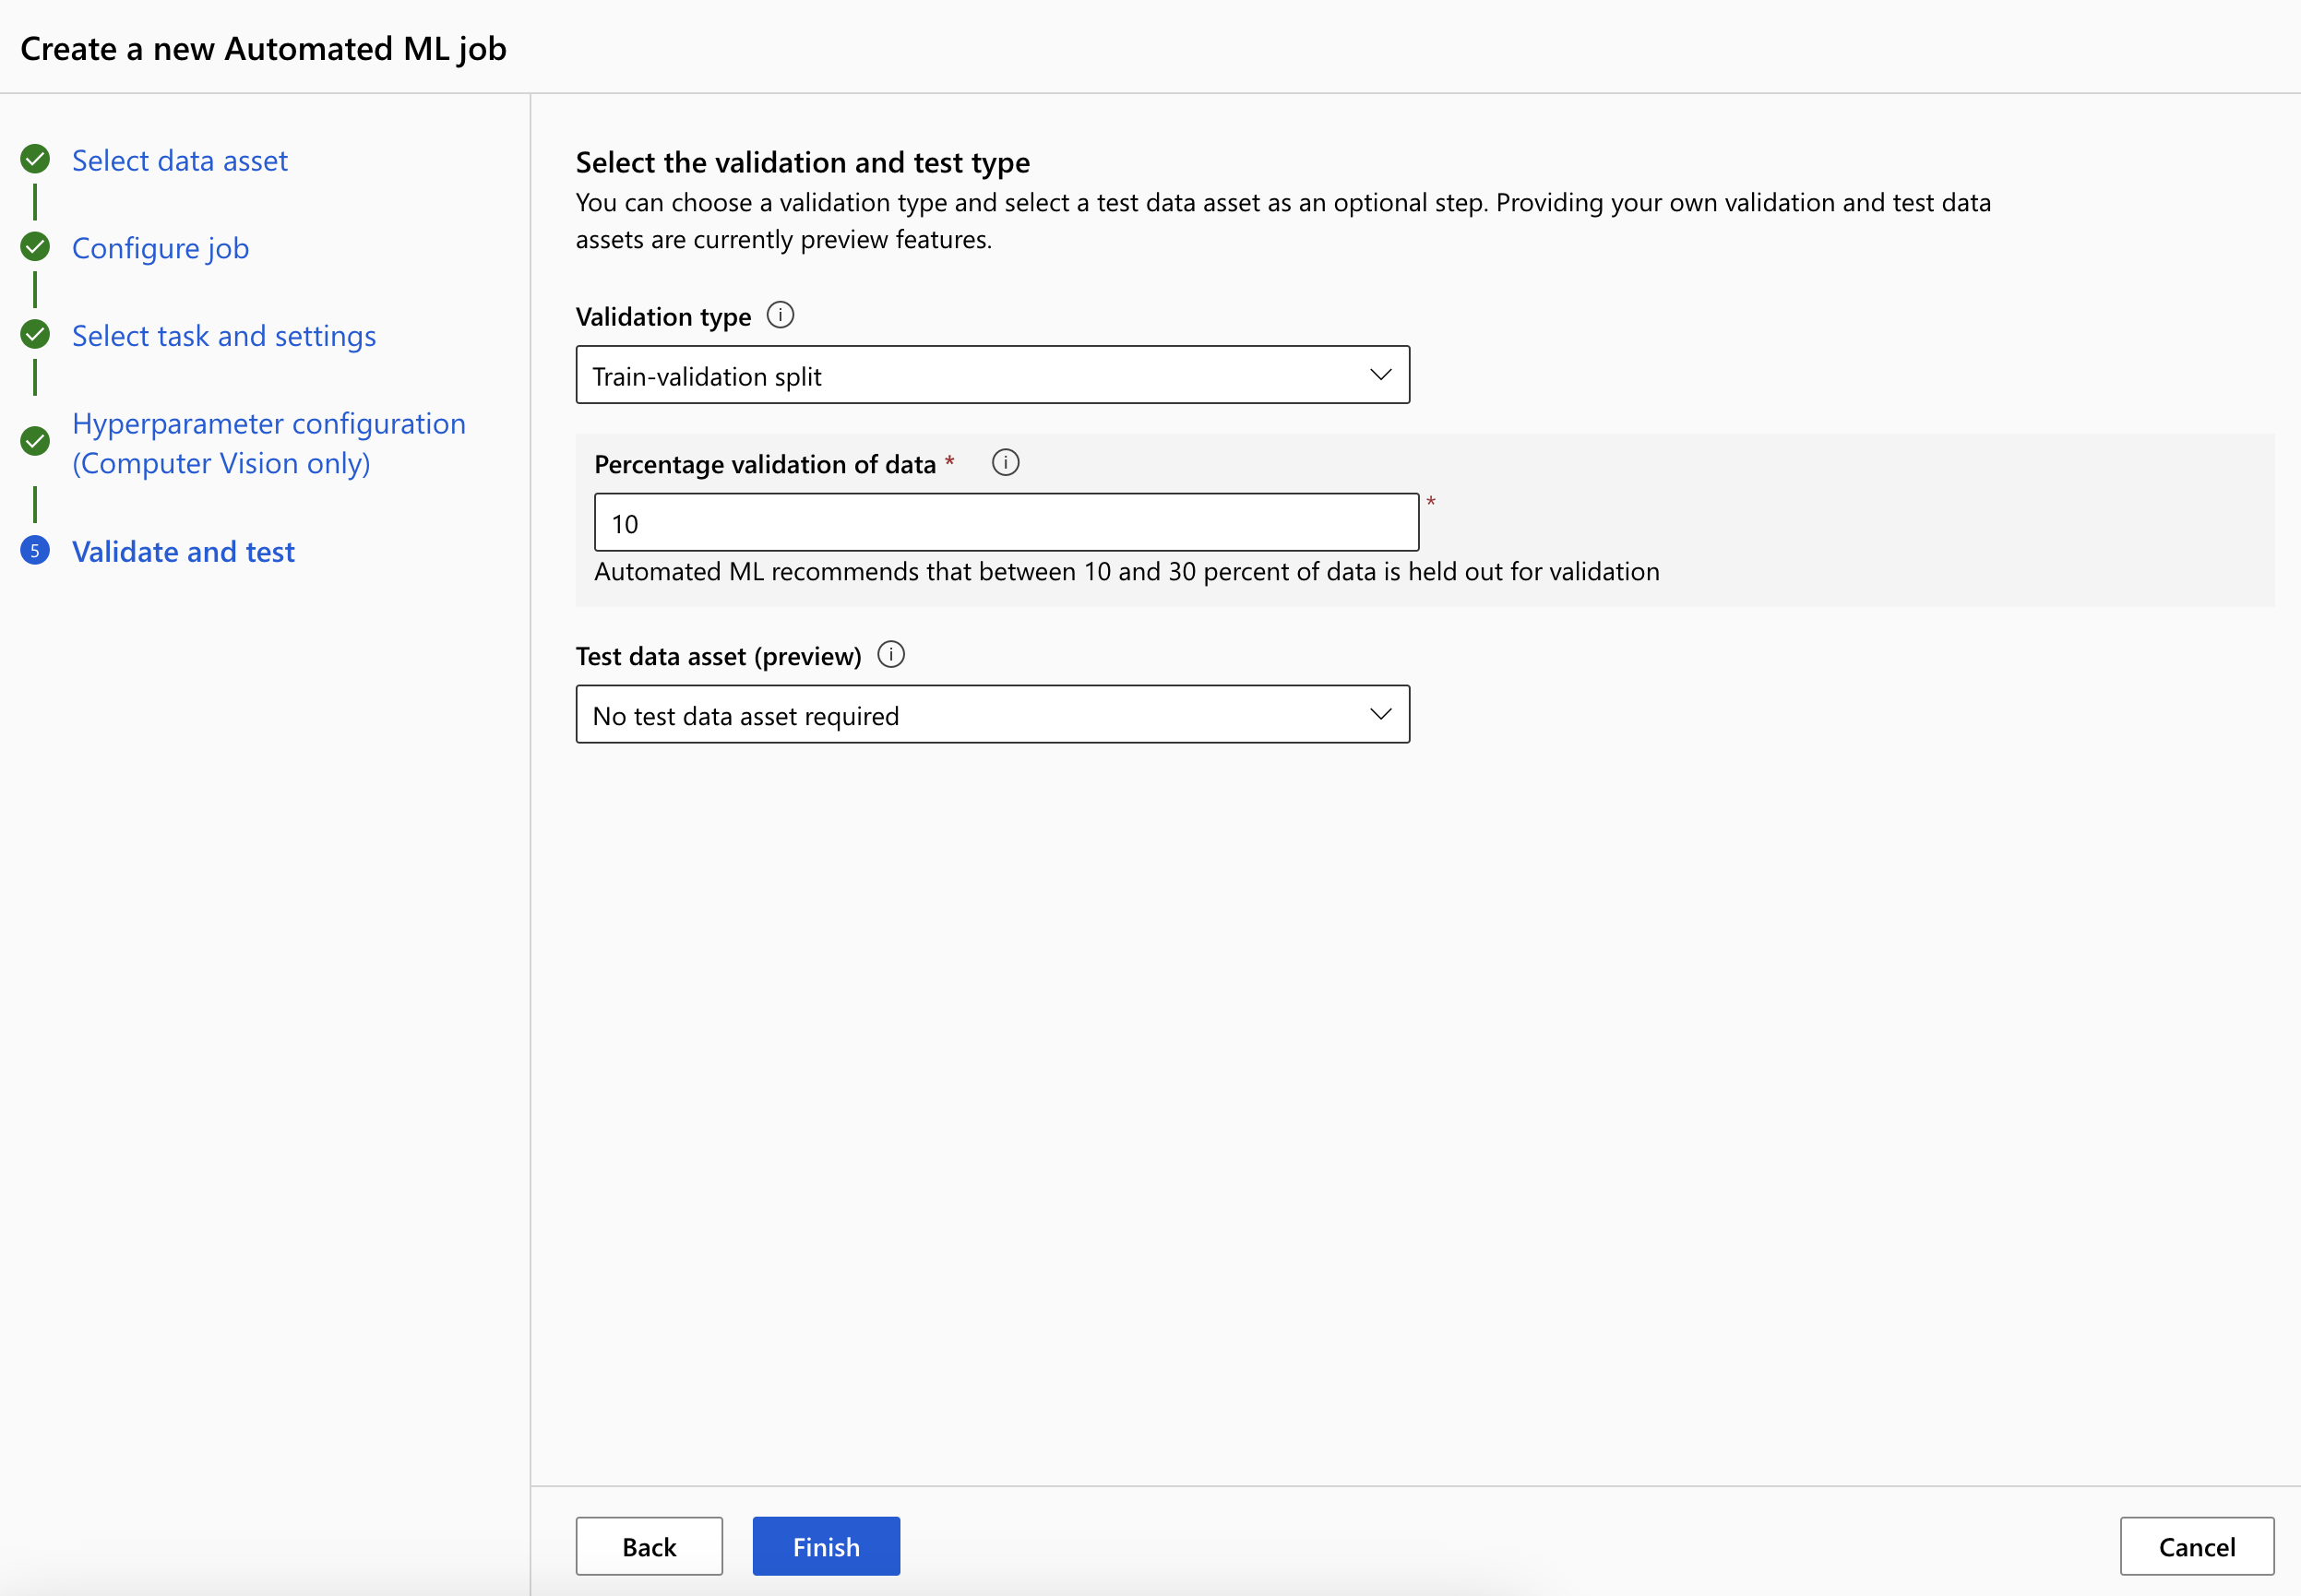 Create a new Automated ML job
Select data asset
Configure job
Select task and settings
Hyperparameter configuration
(Computer Vision only)
5
Validate and test
Select the validation and test type
You can choose a validation type and select a test data asset as an optional step. Providing your own validation and test data
assets are currently preview features.
Validation type
Train-validation split
Percentage validation of data *
10
*
Automated ML recommends that between 10 and 30 percent of data is held out for validation
Test data asset (preview)
No test data asset required
Back
Finish
Cancel